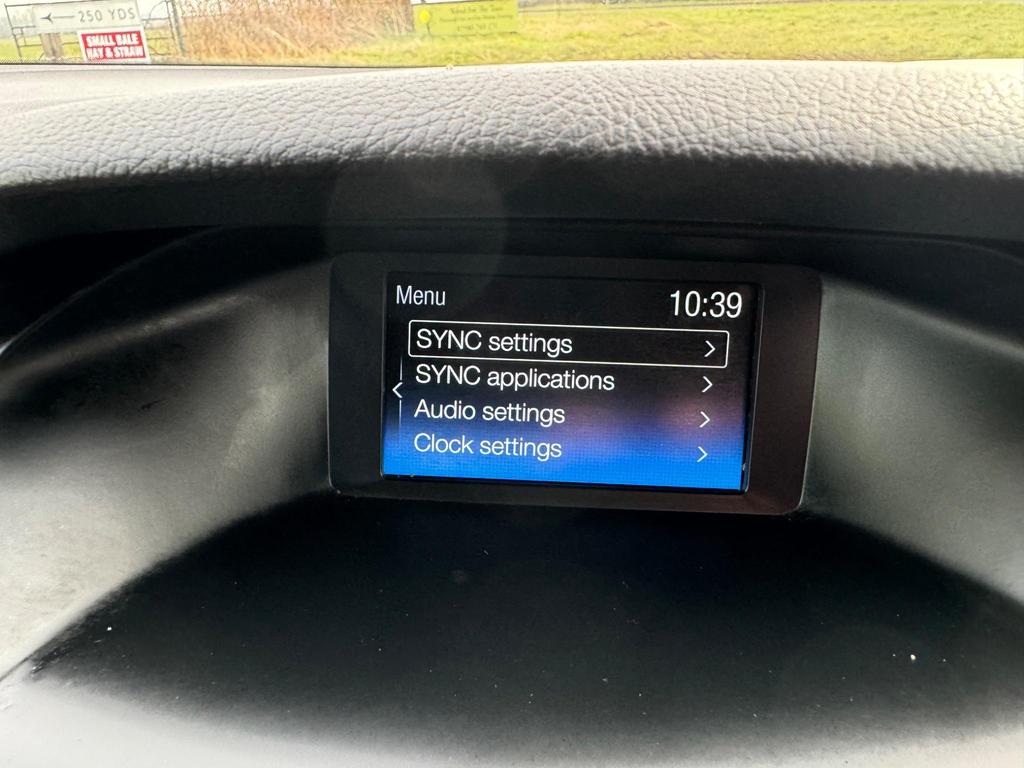 250 YDS
SMALL BALE
HAY & STRAW
Menu
10:39
SYNC settings
SYNC applications
Audio settings
Clock settings